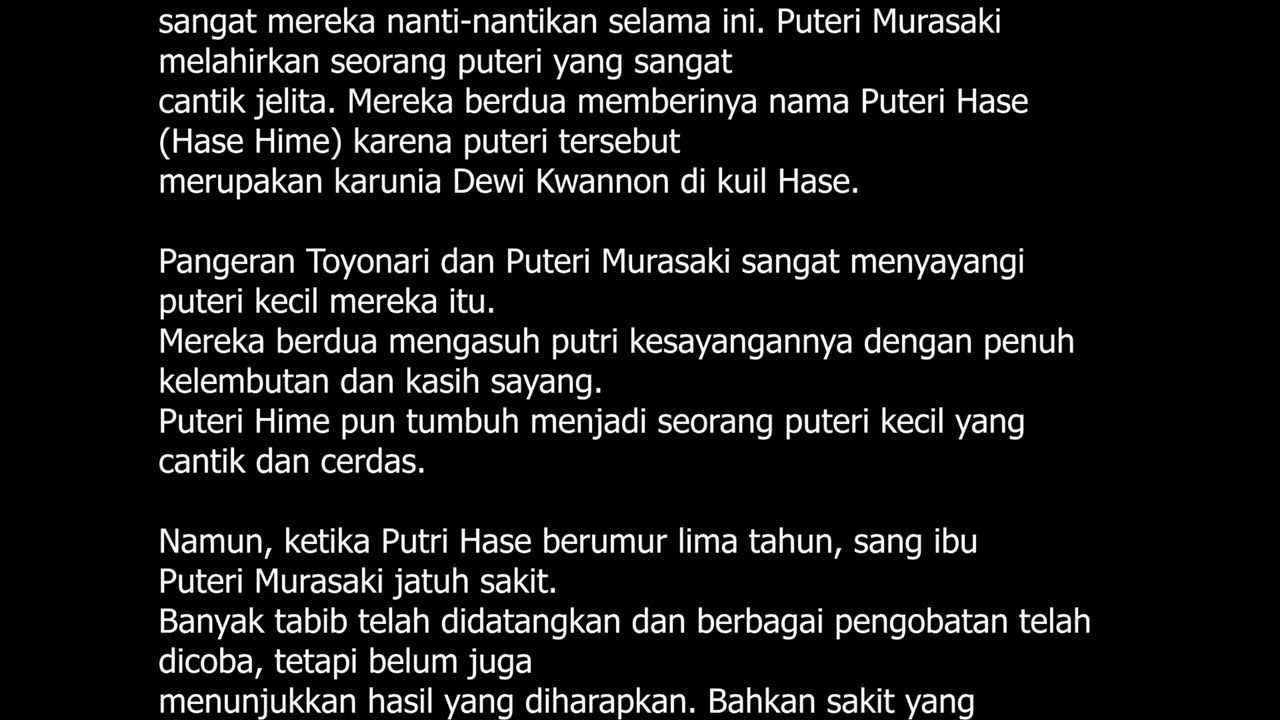 sangat mereka nanti-nantikan selama ini. Puteri Murasaki
melahirkan seorang puteri yang sangat
cantik jelita. Mereka berdua memberinya nama Puteri Hase
(Hase Hime) karena puteri tersebut
merupakan karunia Dewi Kwannon di kuil Hase.
Pangeran Toyonari dan Puteri Murasaki sangat menyayangi
puteri kecil mereka itu.
Mereka berdua mengasuh putri kesayangannya dengan penuh
kelembutan dan kasih sayang.
Puteri Hime pun tumbuh menjadi seorang puteri kecil yang
cantik dan cerdas.
Namun, ketika Putri Hase berumur lima tahun, sang ibu
Puteri Murasaki jatuh sakit.
Banyak tabib telah didatangkan dan berbagai pengobatan telah
dicoba, tetapi belum juga
menunjukkan hasil yang diharapkan. Bahkan sakit yang